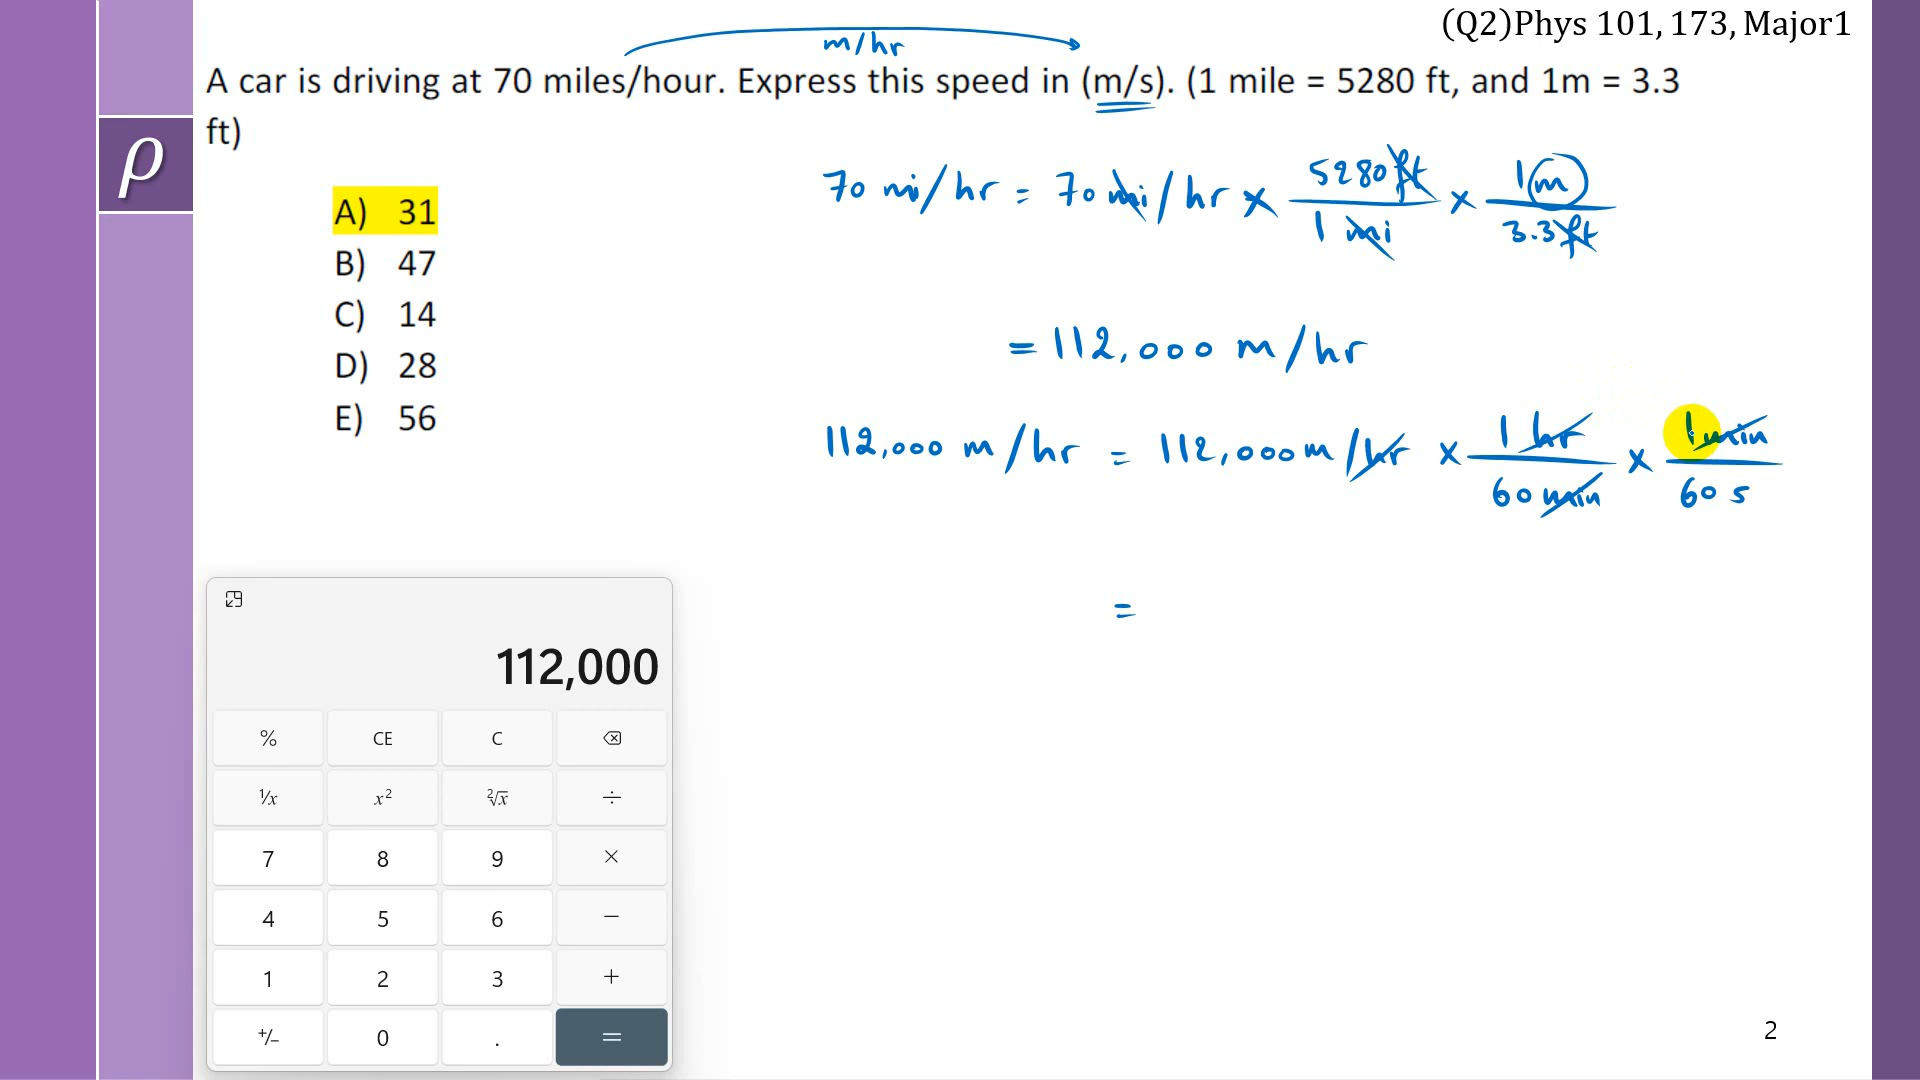 (Q2)Phys 101, 173, Major1
m/hr
A car is driving at 70 miles/hour. Express this speed in (m/s). (1 mile = 5280 ft, and 1m = 3.3
ft)
ρ
A) 31
B) 47
C) 14
D) 28
E) 56
70 mi/hr = 70 mi/hr × 5280 ft / 1 mi × 1 m / 3.3 ft
= 112,000 m/hr
112,000 m/hr = 112,000 m/hr × 1 hr / 60 min × 1 min / 60 s
=
112,000
% CE C ⌫
¹/x x² ²√x ÷
7 8 9 ×
4 5 6 −
1 2 3 +
+/− 0 . =
2